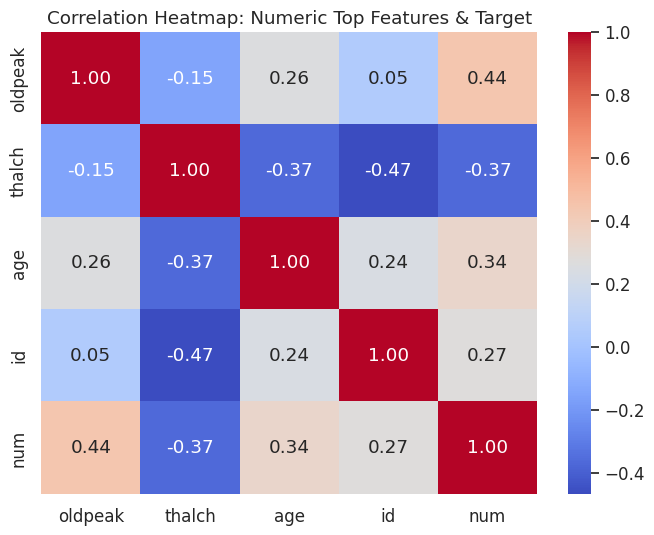 Correlation Heatmap: Numeric Top Features & Target
oldpeak 1.00 -0.15 0.26 0.05 0.44
thalch -0.15 1.00 -0.37 -0.47 -0.37
age 0.26 -0.37 1.00 0.24 0.34
id 0.05 -0.47 0.24 1.00 0.27
num 0.44 -0.37 0.34 0.27 1.00
oldpeak thalch age id num
1.0
0.8
0.6
0.4
0.2
0.0
−0.2
−0.4